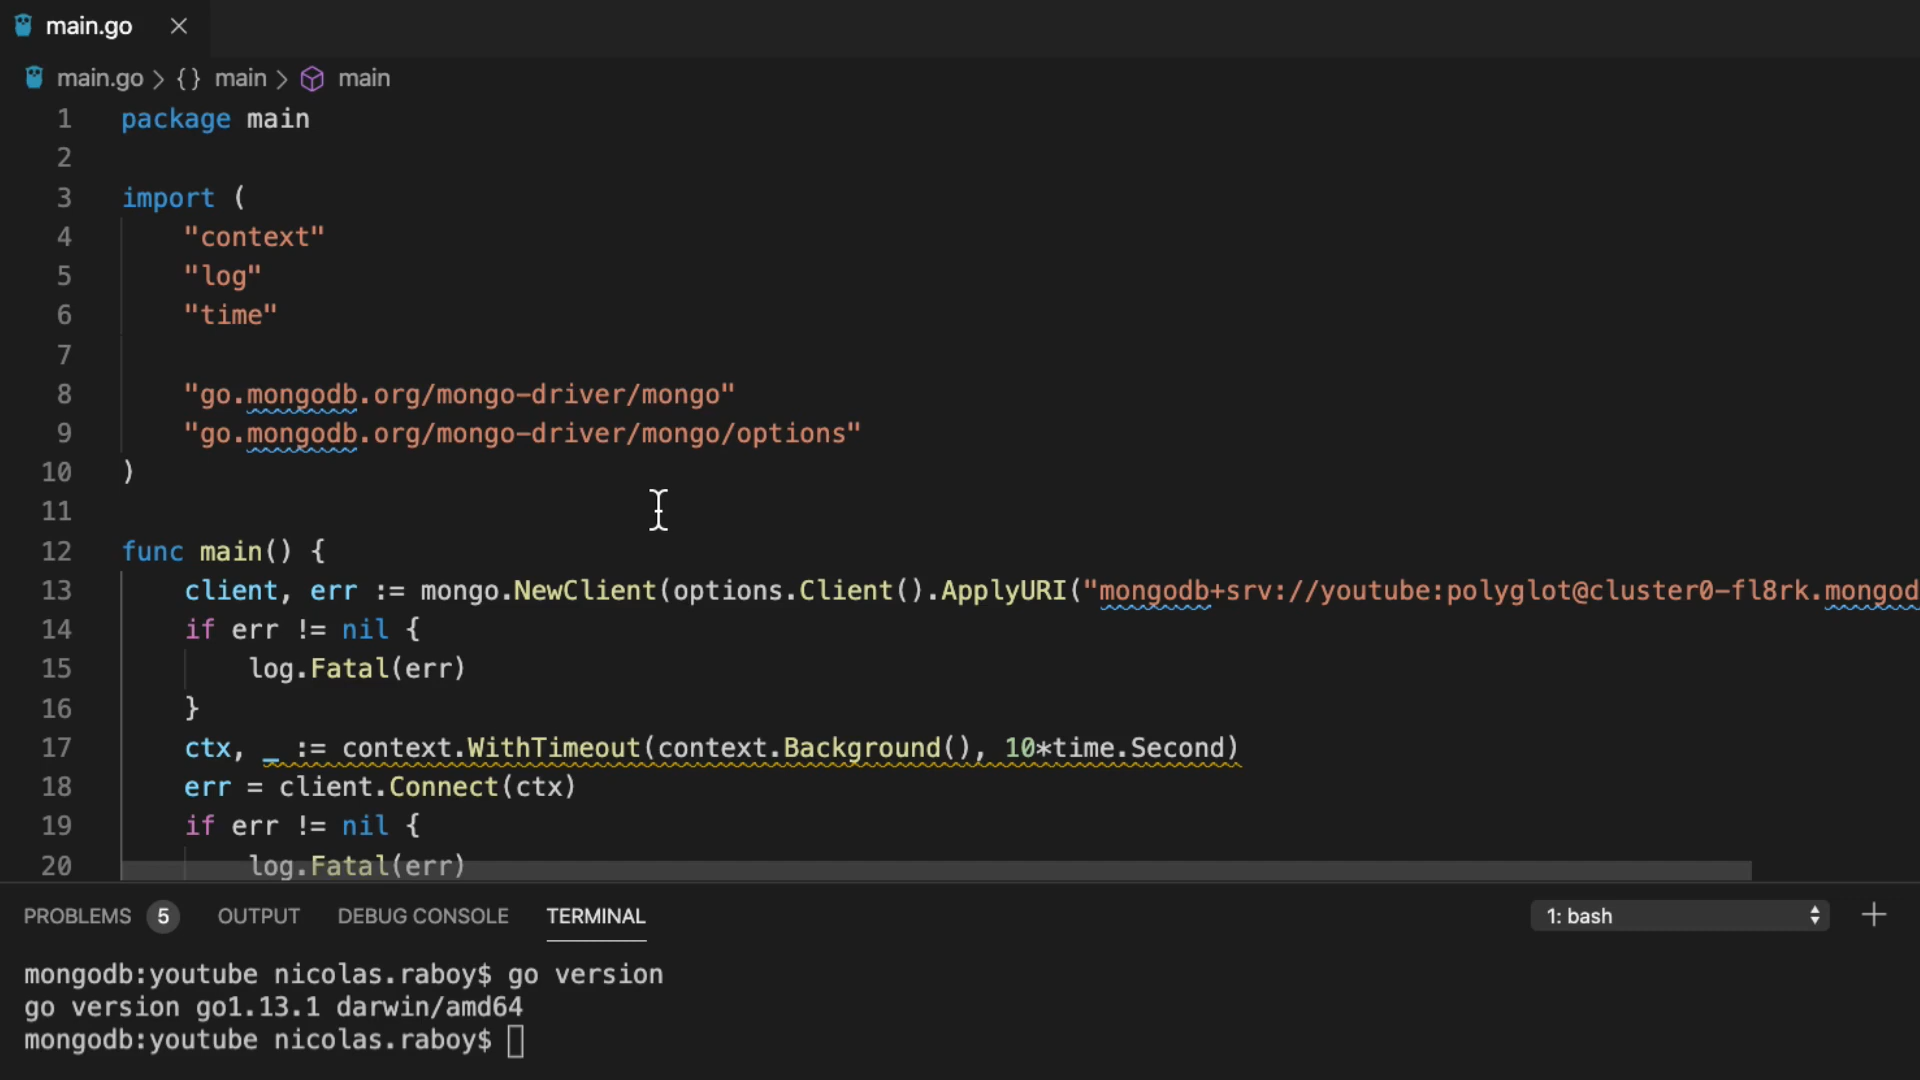 main.go
main.go > {} main > main
1 package main
2
3 import (
4 "context"
5 "log"
6 "time"
7
8 "go.mongodb.org/mongo-driver/mongo"
9 "go.mongodb.org/mongo-driver/mongo/options"
10 )
11
12 func main() {
13 client, err := mongo.NewClient(options.Client().ApplyURI("mongodb+srv://youtube:polyglot@cluster0-fl8rk.mongod
14 if err != nil {
15 log.Fatal(err)
16 }
17 ctx, _ := context.WithTimeout(context.Background(), 10*time.Second)
18 err = client.Connect(ctx)
19 if err != nil {
20 log.Fatal(err)
PROBLEMS 5 OUTPUT DEBUG CONSOLE TERMINAL 1: bash
mongodb:youtube nicolas.raboy$ go version
go version go1.13.1 darwin/amd64
mongodb:youtube nicolas.raboy$